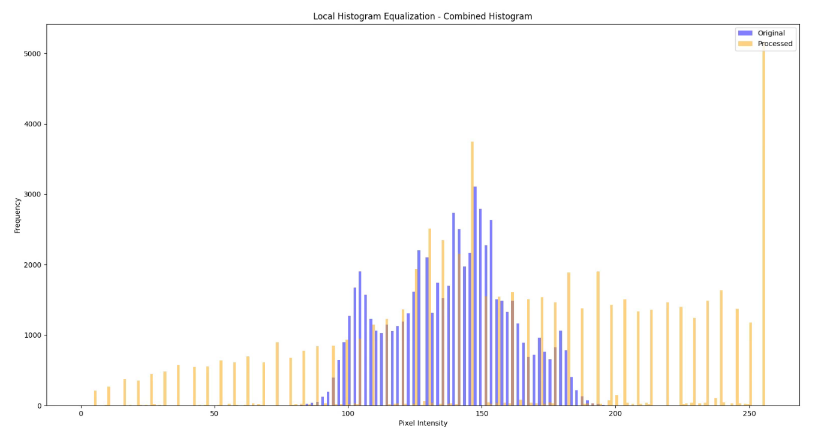 Local Histogram Equalization - Combined Histogram
Original
Processed
5000
4000
3000
2000
1000
0
Frequency
0 50 100 150 200 250
Pixel Intensity